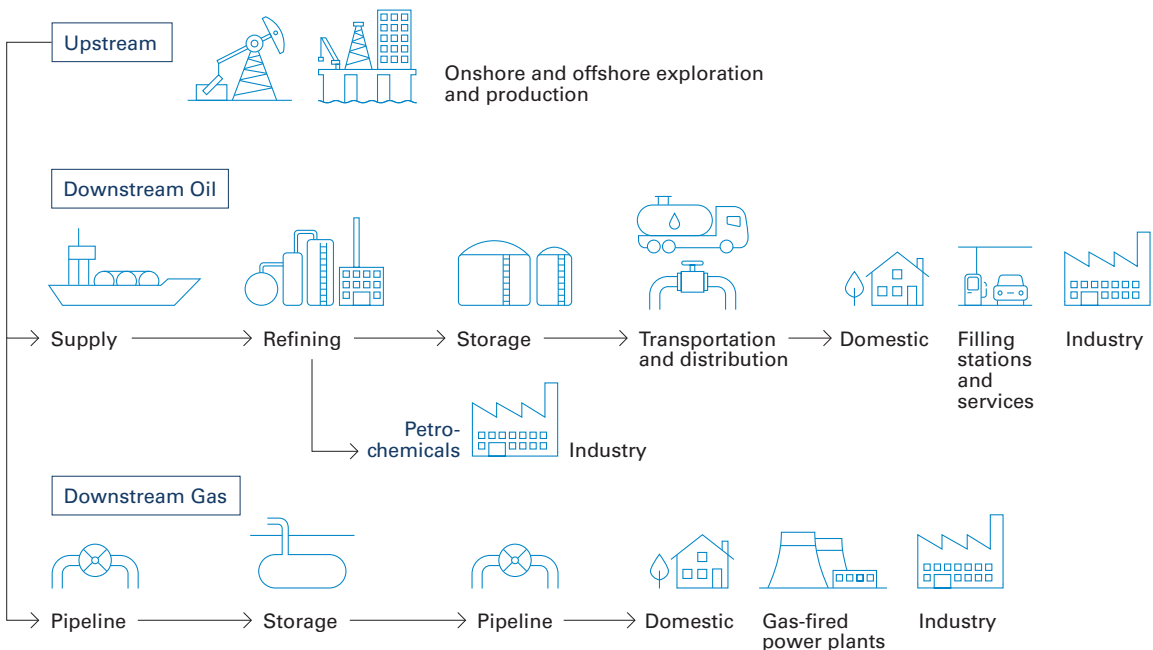 Upstream
Onshore and offshore exploration
and production
Downstream Oil
Supply
Refining
Storage
Transportation
and distribution
Domestic
Filling
stations
and
services
Industry
Petro-
chemicals
Industry
Downstream Gas
Pipeline
Storage
Pipeline
Domestic
Gas-fired
power plants
Industry